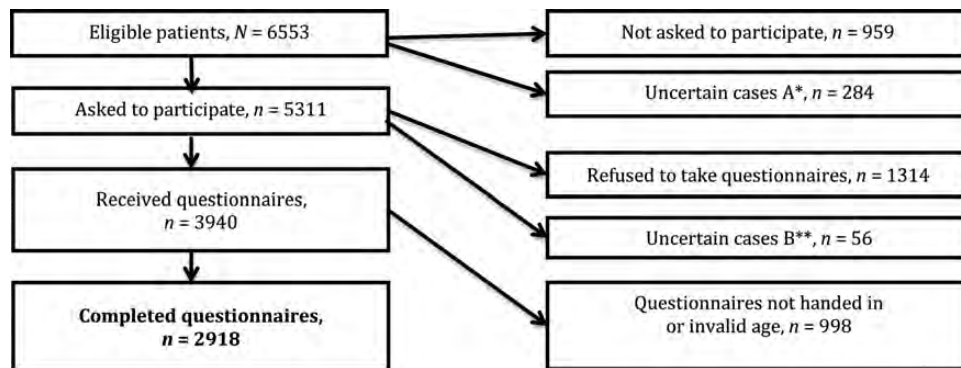 Eligible patients, N = 6553
Not asked to participate, n = 959
Uncertain cases A*, n = 284
Asked to participate, n = 5311
Refused to take questionnaires, n = 1314
Uncertain cases B**, n = 56
Received questionnaires,
n = 3940
Questionnaires not handed in
or invalid age, n = 998
Completed questionnaires,
n = 2918